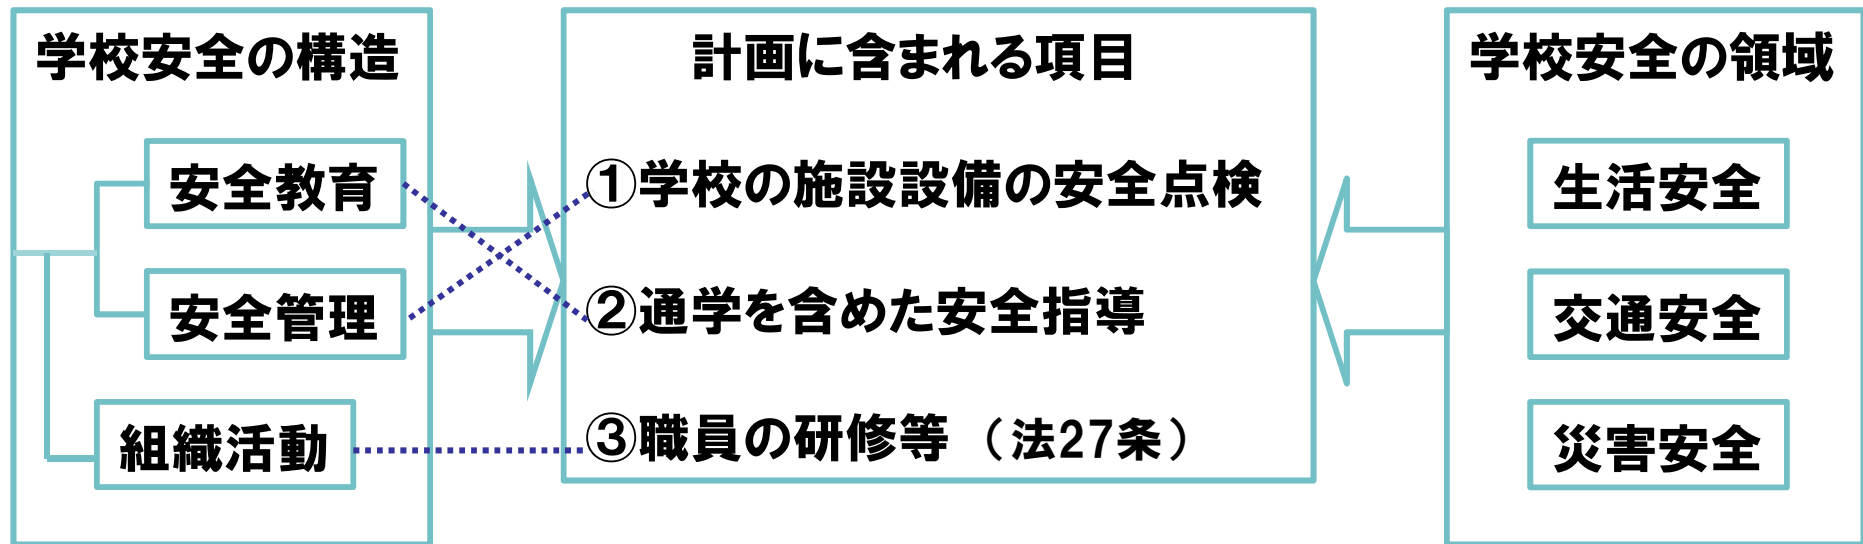 学校安全の構造
安全教育
安全管理
組織活動
計画に含まれる項目
①学校の施設設備の安全点検
②通学を含めた安全指導
③職員の研修等（法27条）
学校安全の領域
生活安全
交通安全
災害安全